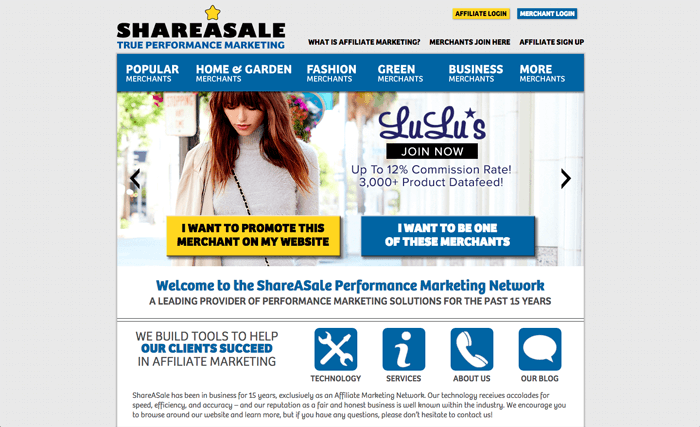 SHAREASALE
TRUE PERFORMANCE MARKETING
AFFILIATE LOGIN
MERCHANT LOGIN
WHAT IS AFFILIATE MARKETING?
MERCHANTS JOIN HERE
AFFILIATE SIGN UP
POPULAR
MERCHANTS
HOME & GARDEN
MERCHANTS
FASHION
MERCHANTS
GREEN
MERCHANTS
BUSINESS
MERCHANTS
MORE
MERCHANTS
LuLu's
JOIN NOW
Up To 12% Commission Rate!
3,000+ Product Datafeed!
I WANT TO PROMOTE THIS
MERCHANT ON MY WEBSITE
I WANT TO BE ONE
OF THESE MERCHANTS
Welcome to the ShareASale Performance Marketing Network
A LEADING PROVIDER OF PERFORMANCE MARKETING SOLUTIONS FOR THE PAST 15 YEARS
WE BUILD TOOLS TO HELP
OUR CLIENTS SUCCEED
IN AFFILIATE MARKETING
TECHNOLOGY
SERVICES
ABOUT US
OUR BLOG
ShareASale has been in business for 15 years, exclusively as an Affiliate Marketing Network. Our technology receives accolades for
speed, efficiency, and accuracy – and our reputation as a fair and honest business is well known within the industry. We encourage you
to browse around our website and learn more, but if you have any questions, please don't hesitate to contact us!